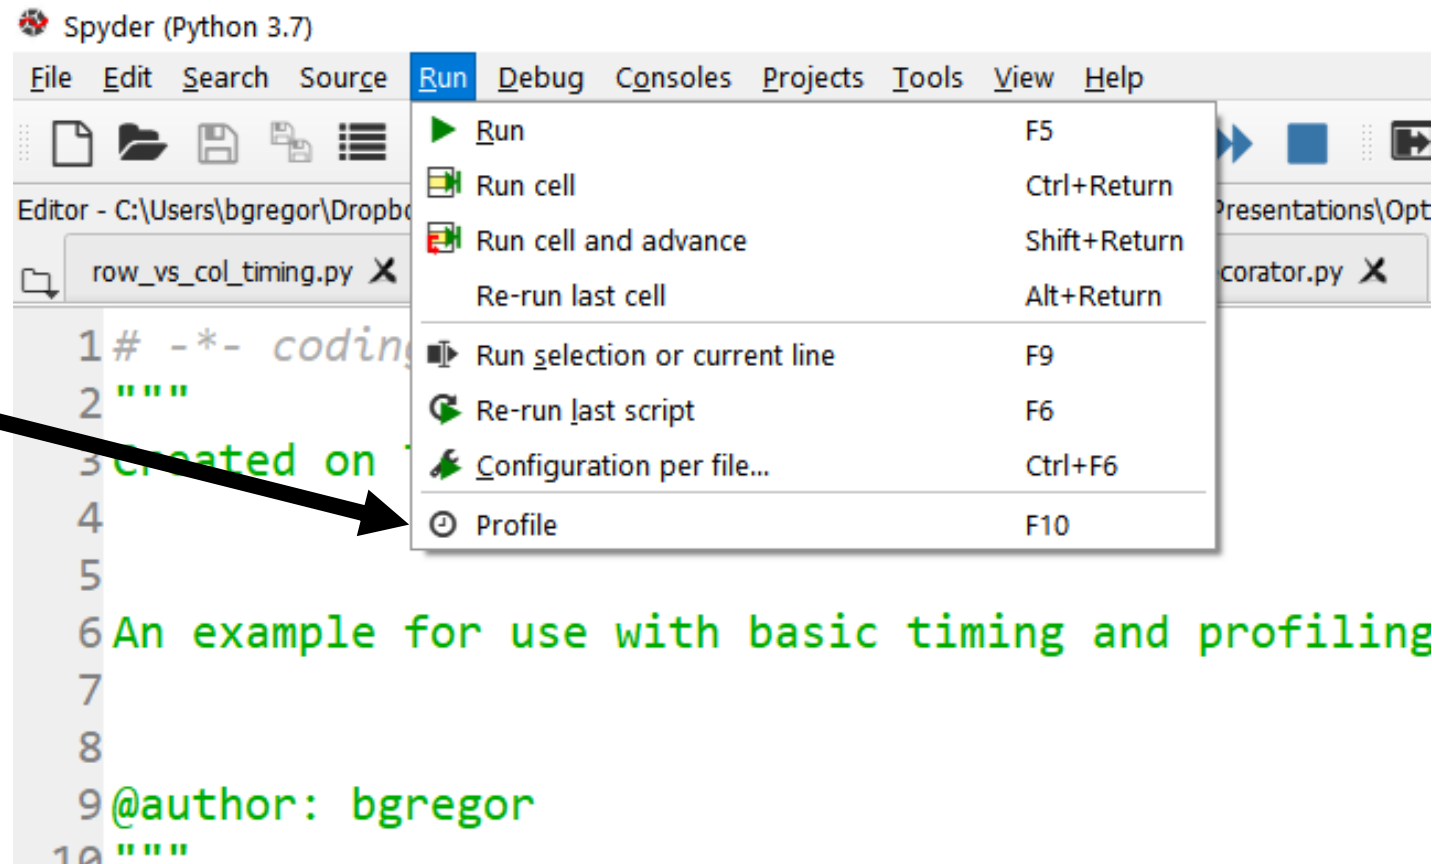 Spyder (Python 3.7)
File Edit Search Source Run Debug Consoles Projects Tools View Help
Run F5
Run cell Ctrl+Return
Editor - C:\Users\bgregor\Dropbo Presentations\Opt
Run cell and advance Shift+Return
row_vs_col_timing.py corator.py
Re-run last cell Alt+Return
1 # -*- coding
Run selection or current line F9
2 """
Re-run last script F6
3 Created on
Configuration per file... Ctrl+F6
4
Profile F10
5
6 An example for use with basic timing and profiling
7
8
9 @author: bgregor
10 """